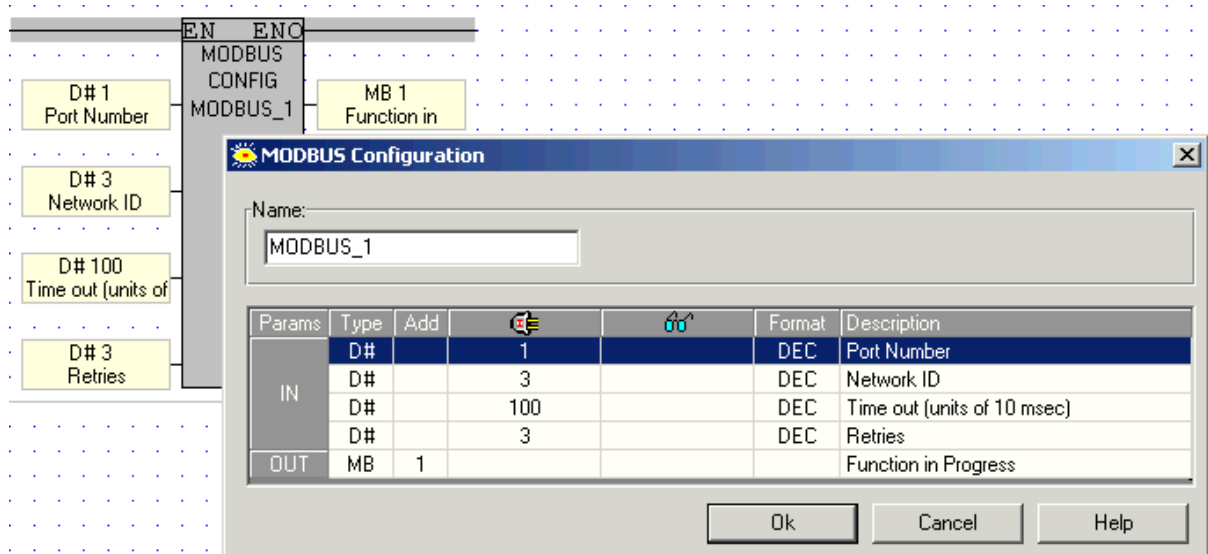 EN ENO
MODBUS
CONFIG
MODBUS_1
D# 1
Port Number
MB 1
Function in
D# 3
Network ID
D# 100
Time out (units of
D# 3
Retries
MODBUS Configuration
Name:
MODBUS_1
Params Type Add Format Description
IN
D# 1 DEC Port Number
D# 3 DEC Network ID
D# 100 DEC Time out (units of 10 msec)
D# 3 DEC Retries
OUT MB 1 Function in Progress
Ok Cancel Help